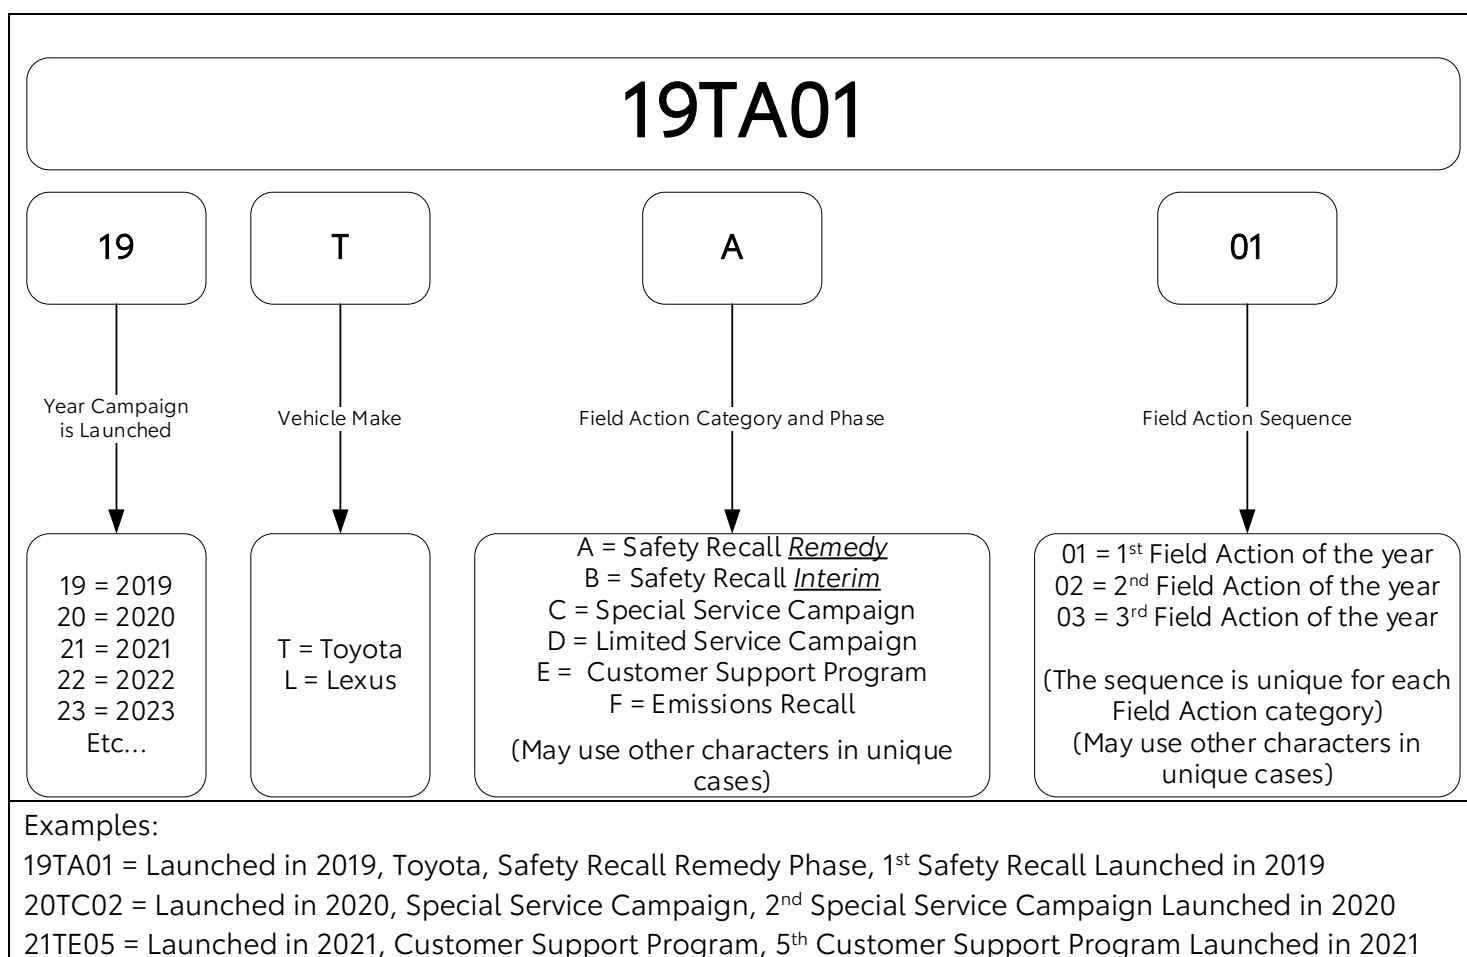 19TA01
19
T
A
01
Year Campaign
is Launched
Vehicle Make
Field Action Category and Phase
Field Action Sequence
19 = 2019
20 = 2020
21 = 2021
22 = 2022
23 = 2023
Etc...
T = Toyota
L = Lexus
A = Safety Recall Remedy
B = Safety Recall Interim
C = Special Service Campaign
D = Limited Service Campaign
E =  Customer Support Program
F = Emissions Recall
(May use other characters in unique
cases)
01 = 1st Field Action of the year
02 = 2nd Field Action of the year
03 = 3rd Field Action of the year
(The sequence is unique for each
Field Action category)
(May use other characters in
unique cases)
Examples:
19TA01 = Launched in 2019, Toyota, Safety Recall Remedy Phase, 1st Safety Recall Launched in 2019
20TC02 = Launched in 2020, Special Service Campaign, 2nd Special Service Campaign Launched in 2020
21TE05 = Launched in 2021, Customer Support Program, 5th Customer Support Program Launched in 2021